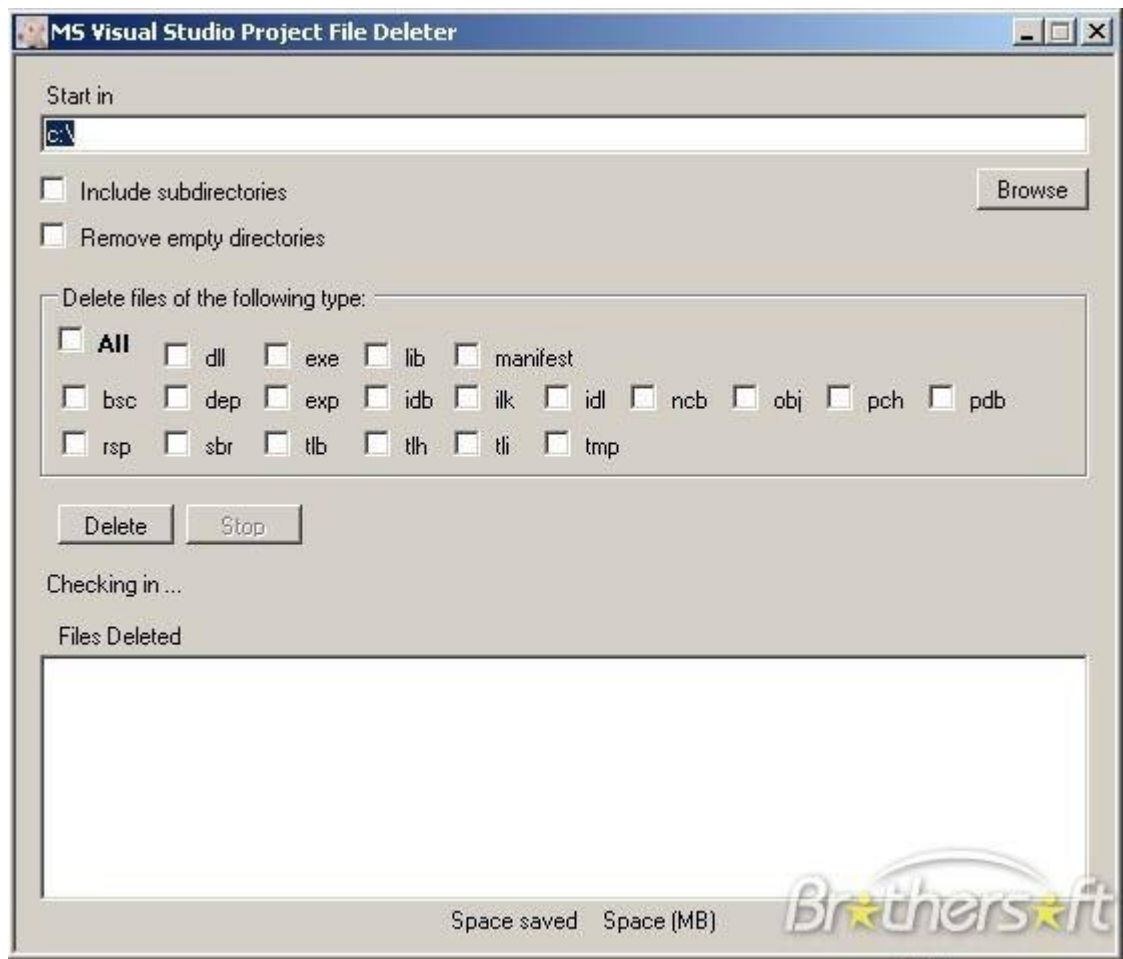 MS Visual Studio Project File Deleter
Start in
c:\
Include subdirectories
Browse
Remove empty directories
Delete files of the following type:
All dll exe lib manifest
bsc dep exp idb ilk idl ncb obj pch pdb
rsp sbr tlb tlh tli tmp
Delete Stop
Checking in ...
Files Deleted
Space saved Space (MB)
Brothersoft